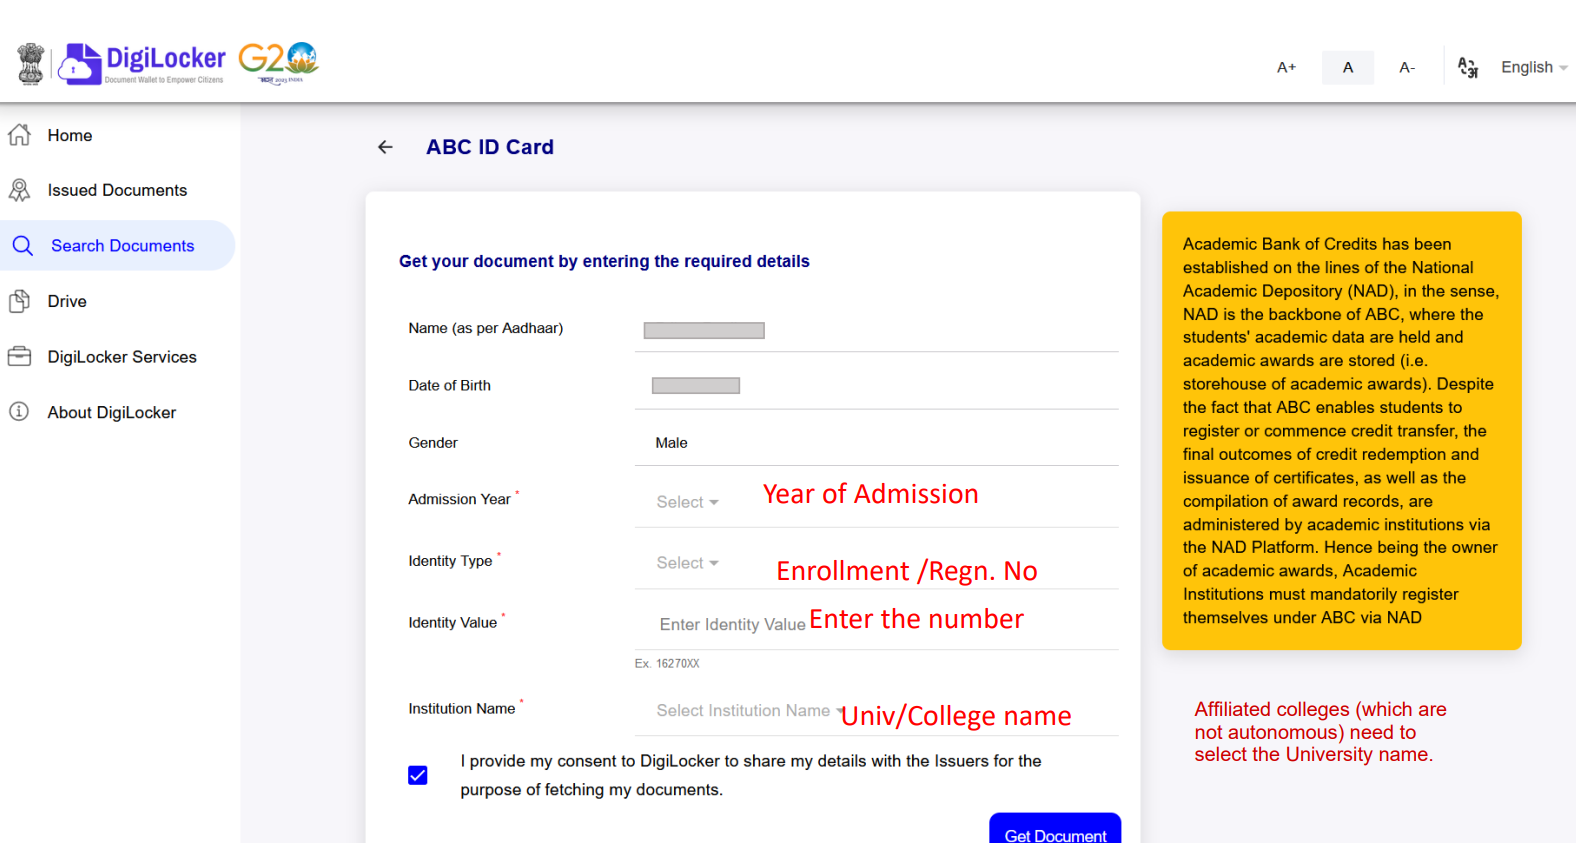 DigiLocker
Document Wallet to Empower Citizens
G20
भारत 2023 INDIA
A+ A A- English
Home
Issued Documents
Search Documents
Drive
DigiLocker Services
About DigiLocker
ABC ID Card
Get your document by entering the required details
Name (as per Aadhaar)
Date of Birth
Gender Male
Admission Year * Select Year of Admission
Identity Type * Select Enrollment /Regn. No
Identity Value * Enter Identity Value Enter the number
Ex. 16270XX
Institution Name * Select Institution Name Univ/College name
I provide my consent to DigiLocker to share my details with the Issuers for the
purpose of fetching my documents.
Get Document
Academic Bank of Credits has been
established on the lines of the National
Academic Depository (NAD), in the sense,
NAD is the backbone of ABC, where the
students' academic data are held and
academic awards are stored (i.e.
storehouse of academic awards). Despite
the fact that ABC enables students to
register or commence credit transfer, the
final outcomes of credit redemption and
issuance of certificates, as well as the
compilation of award records, are
administered by academic institutions via
the NAD Platform. Hence being the owner
of academic awards, Academic
Institutions must mandatorily register
themselves under ABC via NAD
Affiliated colleges (which are
not autonomous) need to
select the University name.